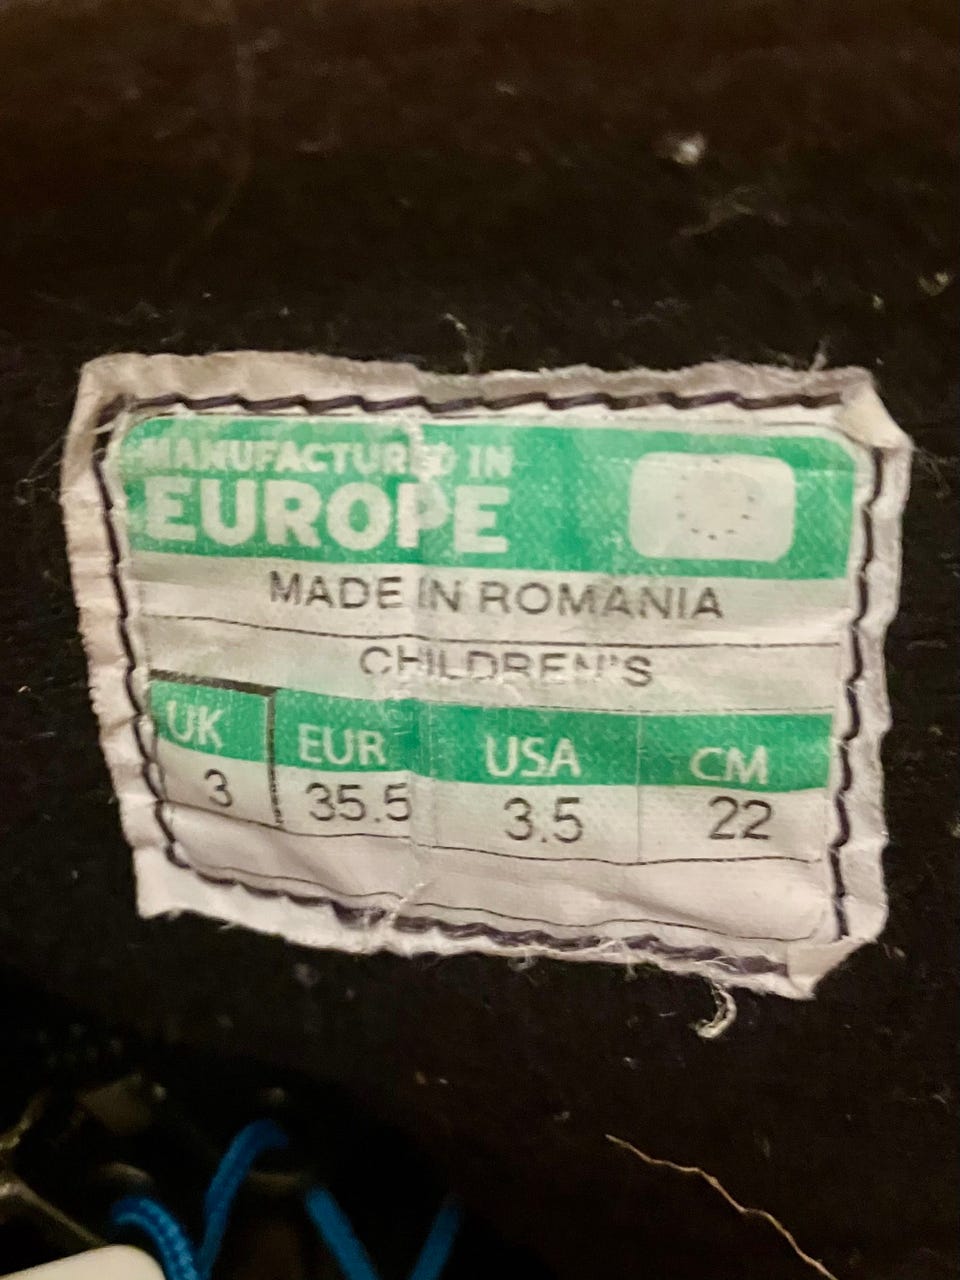 MANUFACTURED IN
EUROPE
MADE IN ROMANIA
CHILDREN'S
UK EUR USA CM
3 35.5 3.5 22